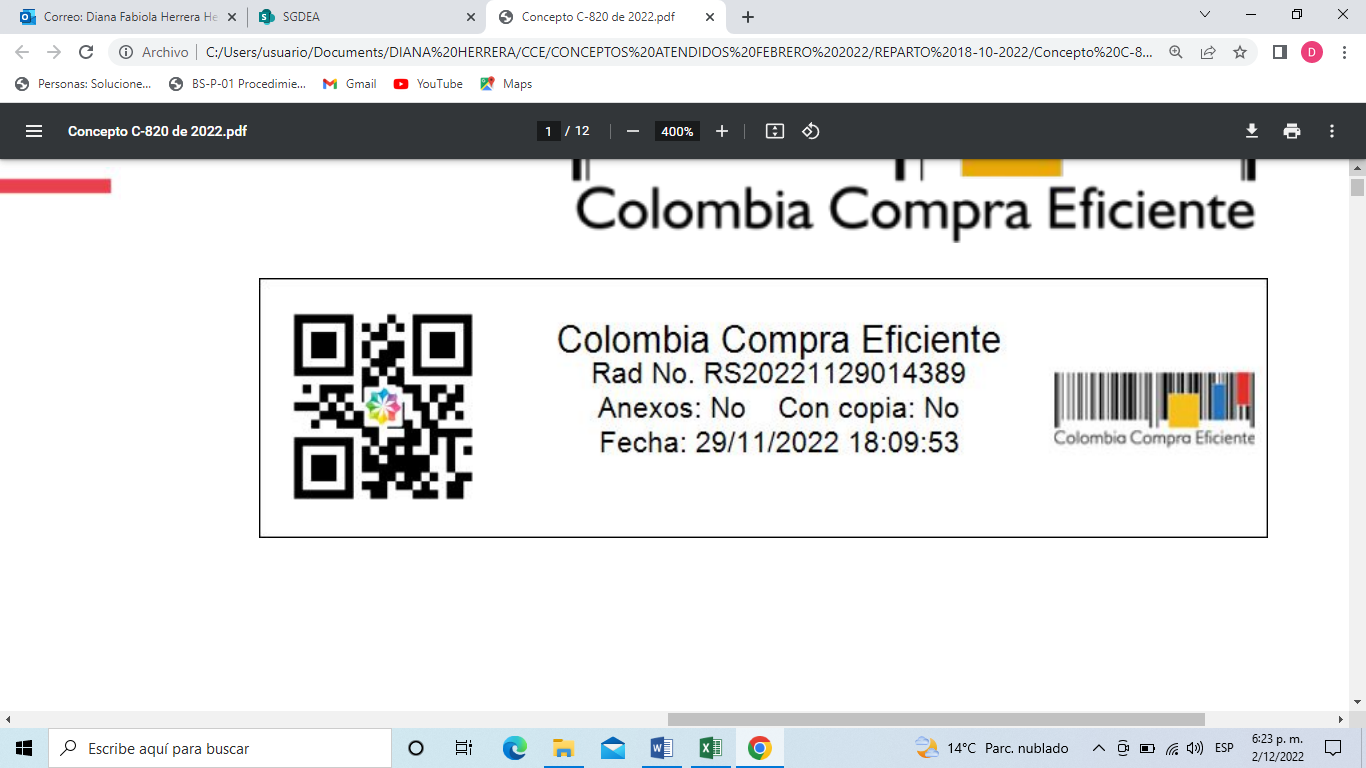 Correo: Diana Fabiola Herrera He
SGDEA
Concepto C-820 de 2022.pdf
Archivo
C:/Users/usuario/Documents/DIANA%20HERRERA/CCE/CONCEPTOS%20ATENDIDOS%20FEBRERO%202022/REPARTO%2018-10-2022/Concepto%20C-8...
D
Personas: Solucione...
BS-P-01 Procedimie...
Gmail
YouTube
Maps
Concepto C-820 de 2022.pdf
1 / 12
400%
Colombia Compra Eficiente
Colombia Compra Eficiente
Rad No. RS20221129014389
Anexos: No Con copia: No
Fecha: 29/11/2022 18:09:53
Colombia Compra Eficiente
Escribe aquí para buscar
14°C Parc. nublado
ESP
6:23 p. m.
2/12/2022